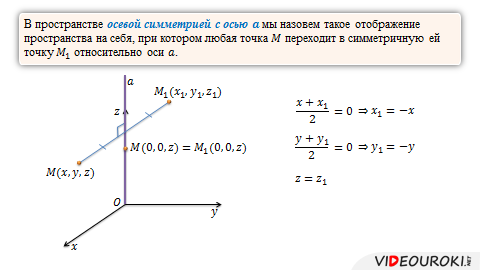 В пространстве осевой симметрией с осью a мы назовем такое отображение
пространства на себя, при котором любая точка M переходит в симметричную ей
точку M₁ относительно оси a.
a
M₁(x₁, y₁, z₁)
z
M(0, 0, z) = M₁(0, 0, z)
M(x, y, z)
O
y
x
(x + x₁)/2 = 0 ⇒ x₁ = −x
(y + y₁)/2 = 0 ⇒ y₁ = −y
z = z₁
VIDEOUROKI.NET